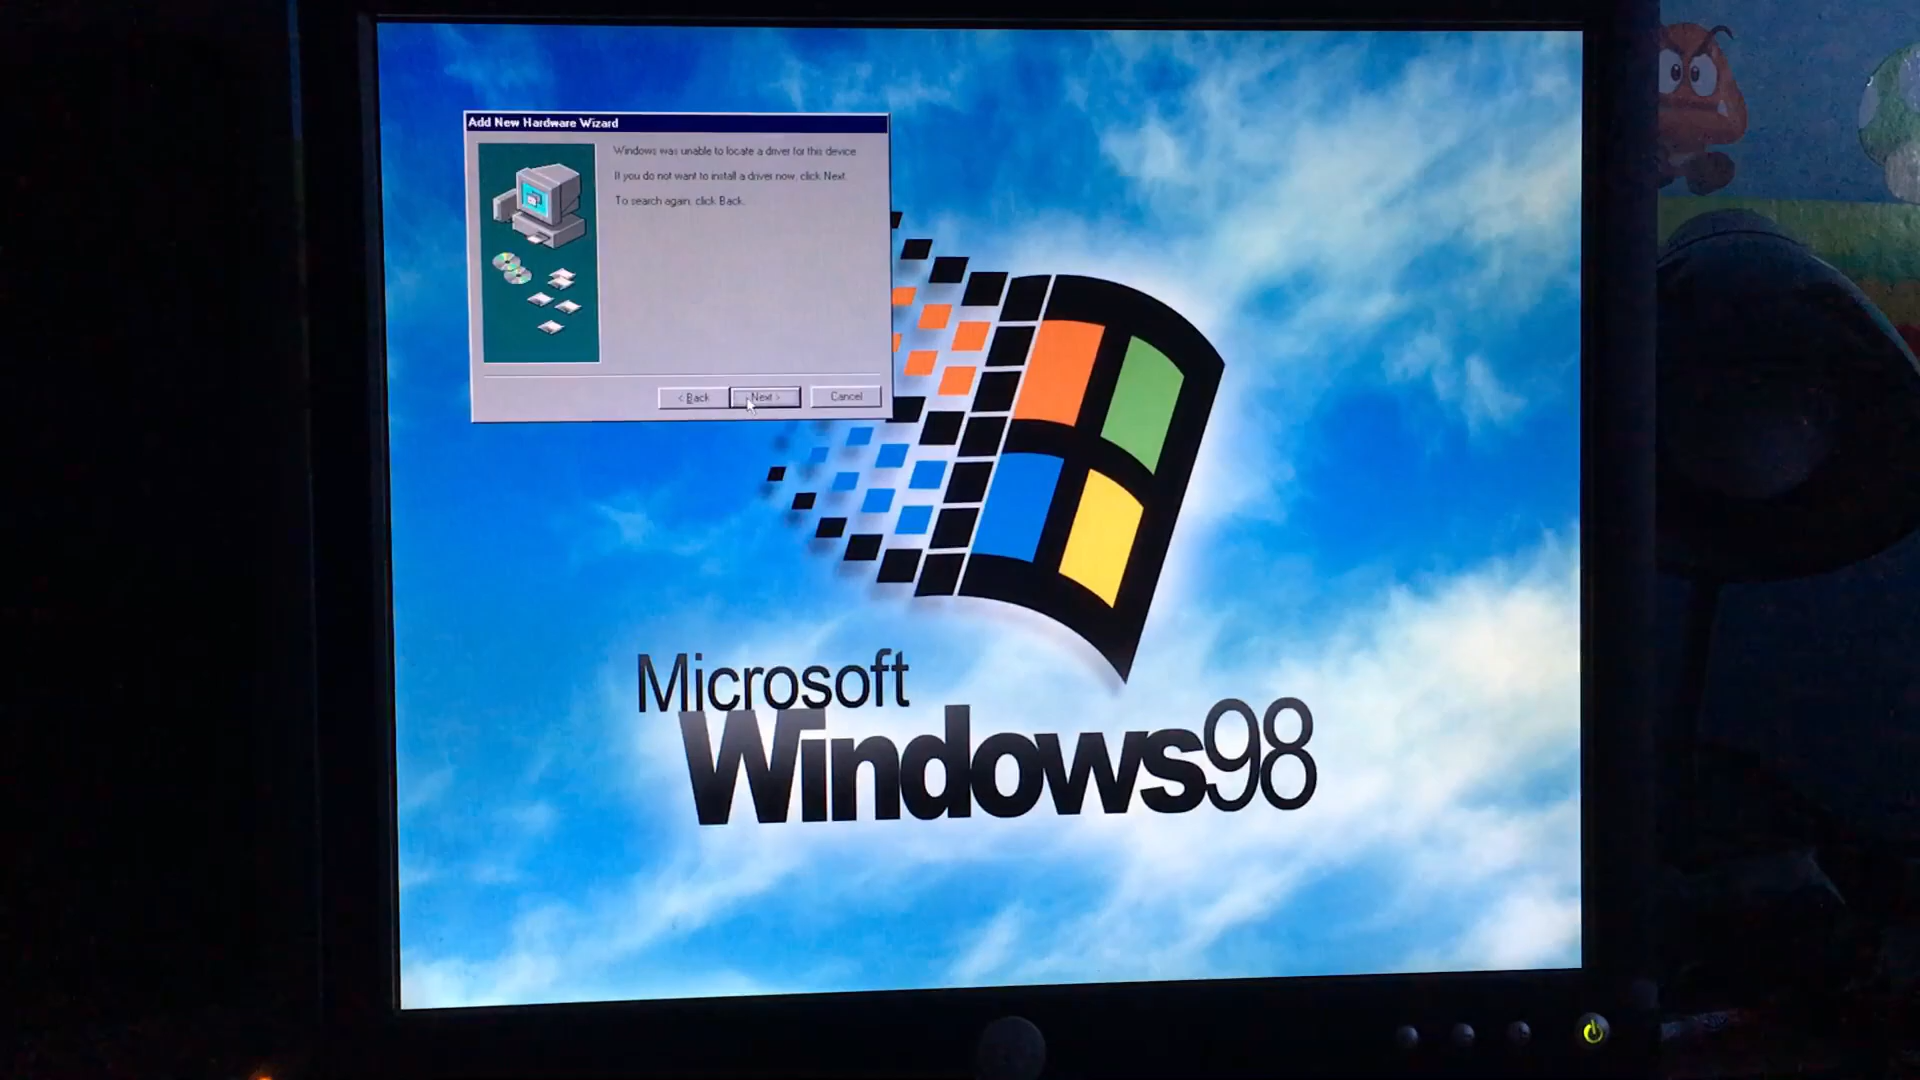 Add New Hardware Wizard
Windows was unable to locate a driver for this device
If you do not want to install a driver now, click Next.
To search again, click Back.
< Back
Next >
Cancel
Microsoft
Windows98